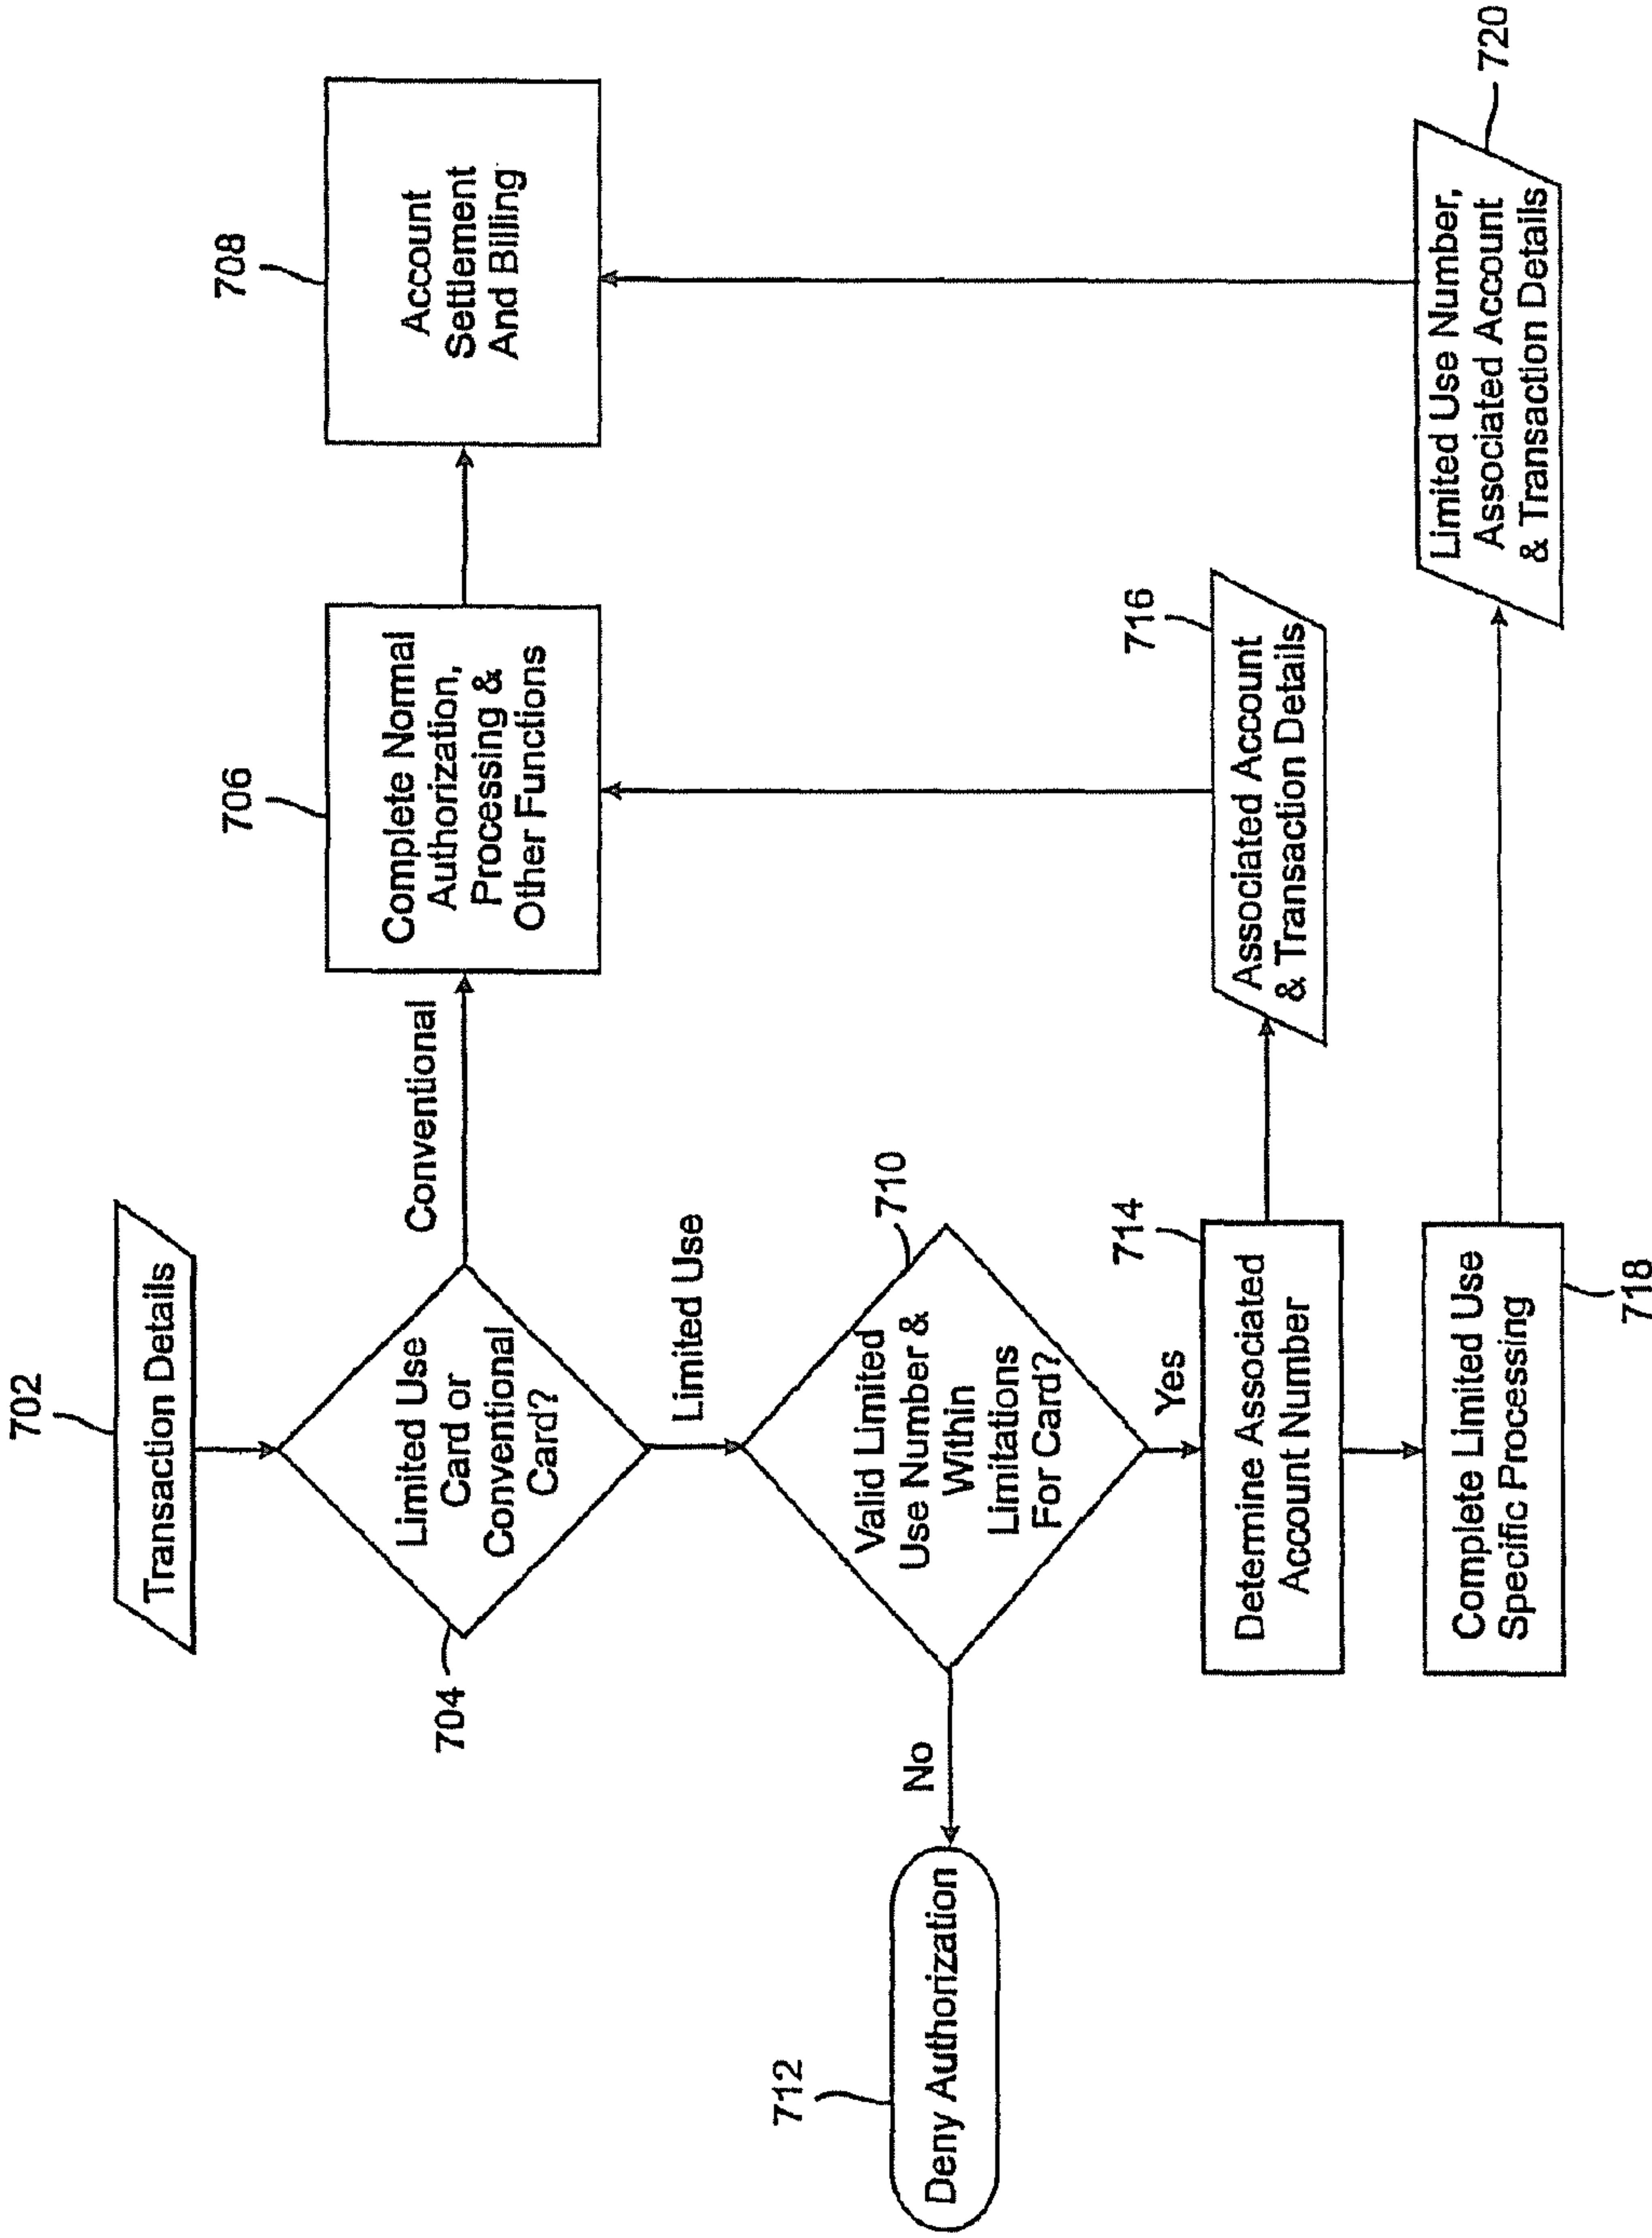 702
Transaction Details
704
Limited Use
Card or
Conventional
Card?
Conventional
706
Complete Normal
Authorization,
Processing &
Other Functions
708
Account
Settlement
And Billing
Limited Use
710
Valid Limited
Use Number &
Within
Limitations
For Card?
No
712
Deny Authorization
Yes
714
Determine Associated
Account Number
716
Associated Account
& Transaction Details
Complete Limited Use
Specific Processing
718
Limited Use Number,
Associated Account
& Transaction Details
720